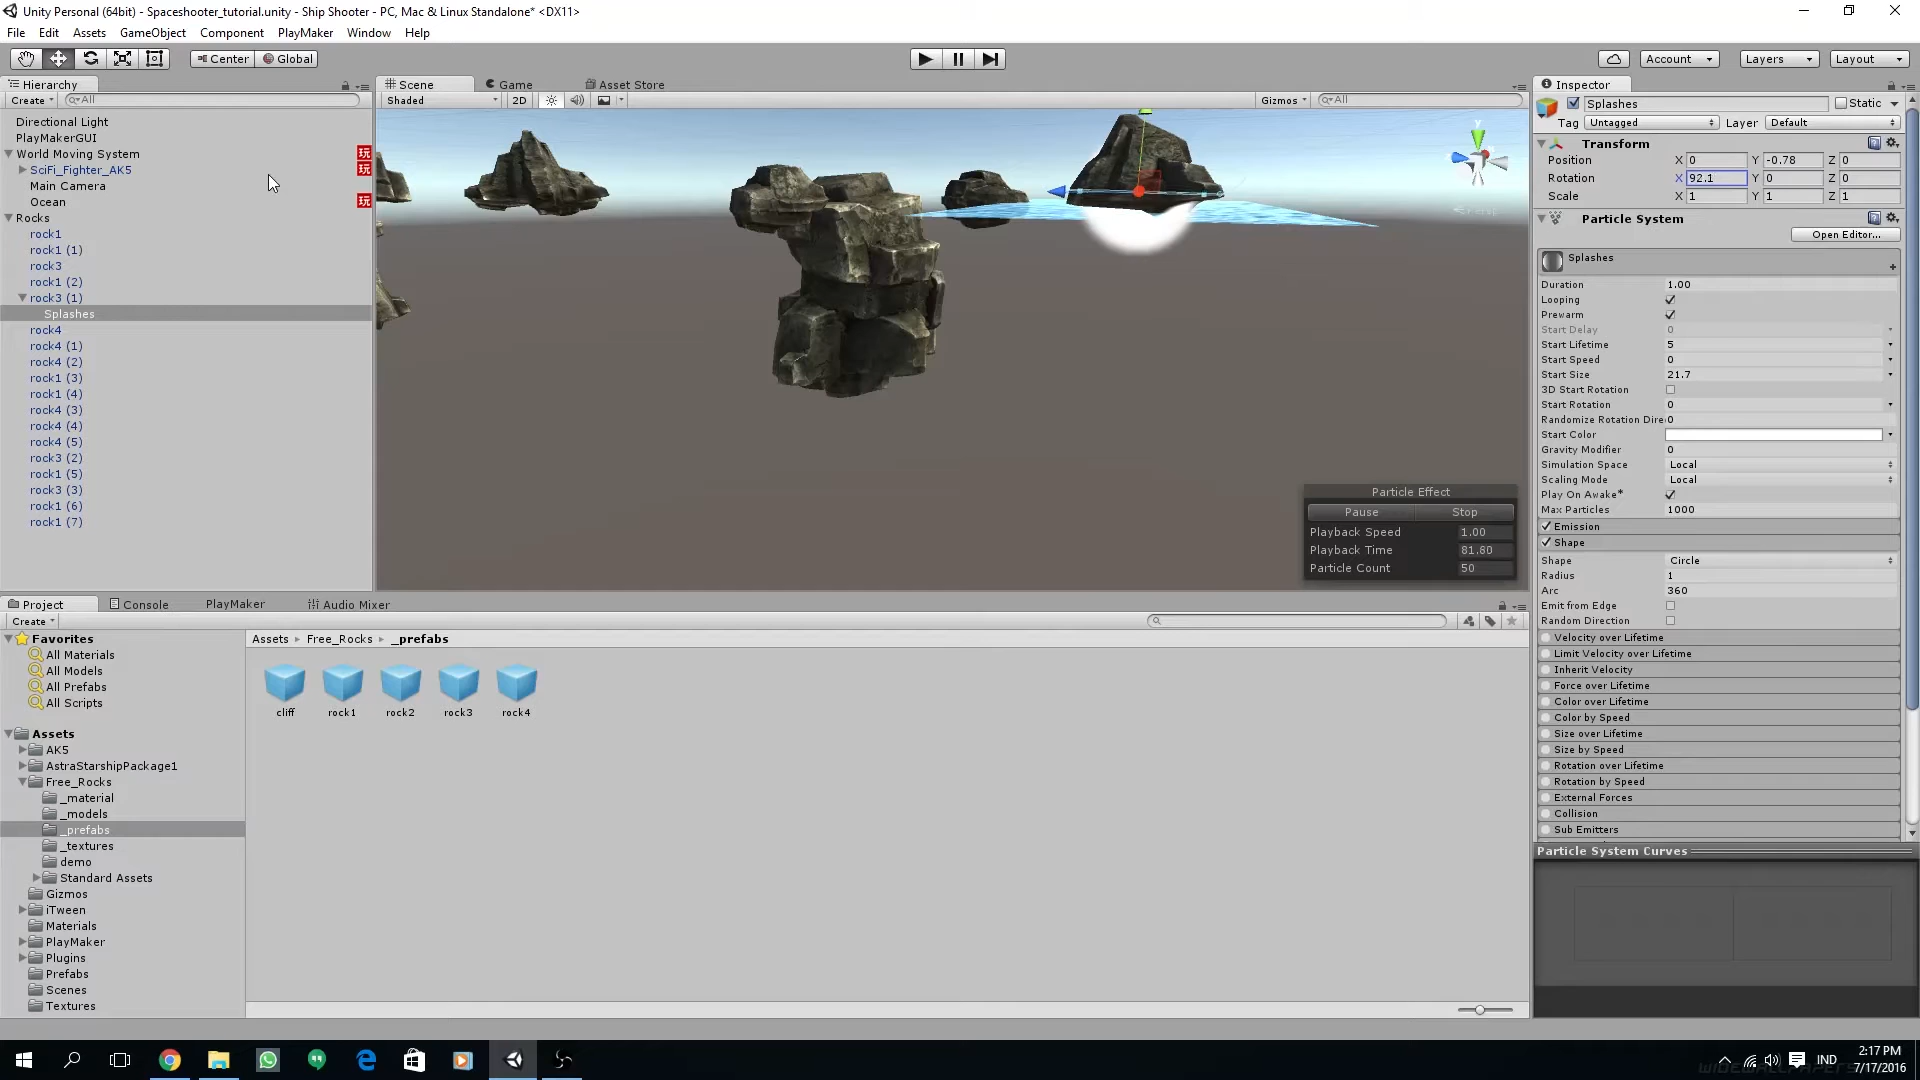 Unity Personal (64bit) - Spaceshooter_tutorial.unity - Ship Shooter - PC, Mac & Linux Standalone* <DX11>
File Edit Assets GameObject Component PlayMaker Window Help
Center Global Account Layers Layout
Hierarchy
Create All
Directional Light
PlayMakerGUI
World Moving System 玩
SciFi_Fighter_AK5 玩
Main Camera
Ocean 玩
Rocks
rock1
rock1 (1)
rock3
rock1 (2)
rock3 (1)
Splashes
rock4
rock4 (1)
rock4 (2)
rock1 (3)
rock1 (4)
rock4 (3)
rock4 (4)
rock4 (5)
rock3 (2)
rock1 (5)
rock3 (3)
rock1 (6)
rock1 (7)
Scene Game Asset Store
Shaded 2D Gizmos All
y
Persp
Particle Effect
Pause Stop
Playback Speed 1.00
Playback Time 81.80
Particle Count 50
Inspector
Splashes Static
Tag Untagged Layer Default
Transform
Position X 0 Y -0.78 Z 0
Rotation X 92.1 Y 0 Z 0
Scale X 1 Y 1 Z 1
Particle System
Open Editor...
Splashes
Duration 1.00
Looping
Prewarm
Start Delay 0
Start Lifetime 5
Start Speed 0
Start Size 21.7
3D Start Rotation
Start Rotation 0
Randomize Rotation Dire 0
Start Color
Gravity Modifier 0
Simulation Space Local
Scaling Mode Local
Play On Awake*
Max Particles 1000
Emission
Shape
Shape Circle
Radius 1
Arc 360
Emit from Edge
Random Direction
Velocity over Lifetime
Limit Velocity over Lifetime
Inherit Velocity
Force over Lifetime
Color over Lifetime
Color by Speed
Size over Lifetime
Size by Speed
Rotation over Lifetime
Rotation by Speed
External Forces
Collision
Sub Emitters
Particle System Curves
Project Console PlayMaker Audio Mixer
Create
Favorites
All Materials
All Models
All Prefabs
All Scripts
Assets
AK5
AstraStarshipPackage1
Free_Rocks
_material
_models
_prefabs
_textures
demo
Standard Assets
Gizmos
iTween
Materials
PlayMaker
Plugins
Prefabs
Scenes
Textures
Assets Free_Rocks _prefabs
cliff rock1 rock2 rock3 rock4
IND
2:17 PM
7/17/2016